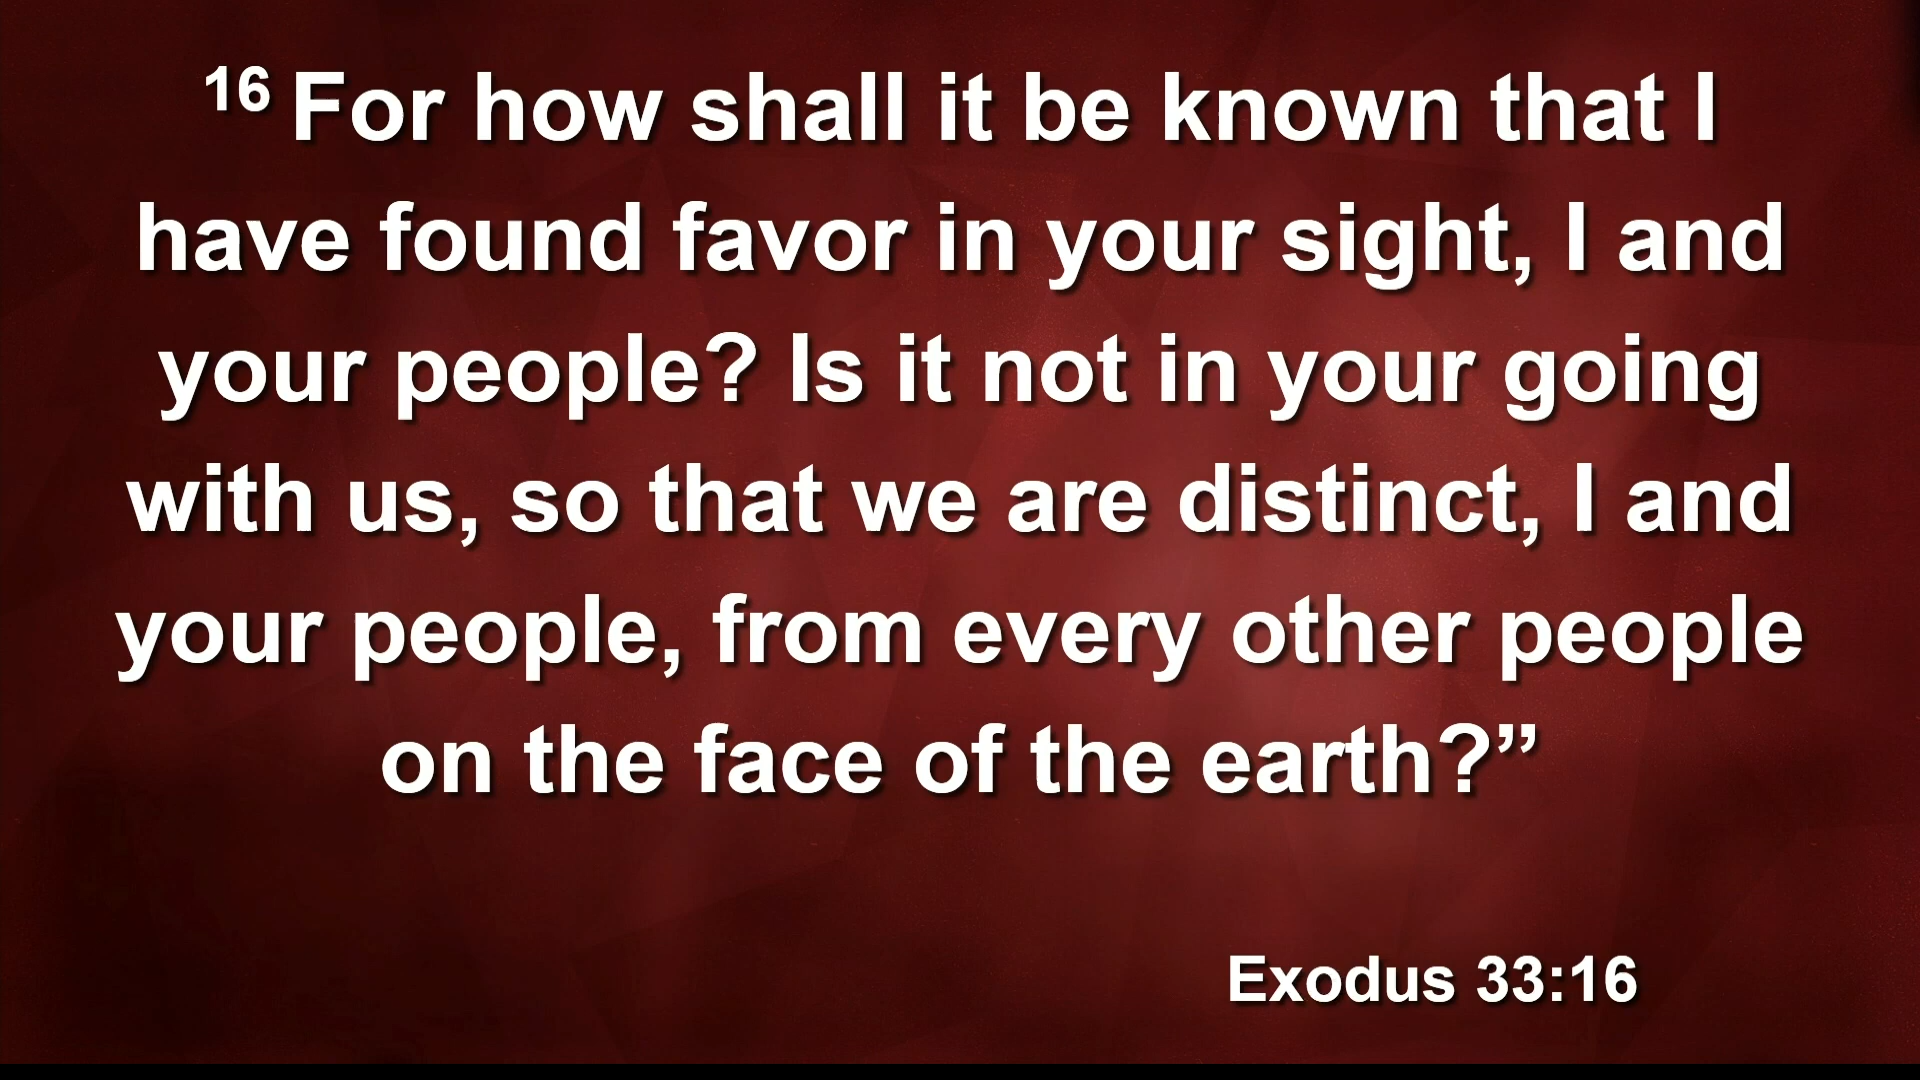 16 For how shall it be known that I
have found favor in your sight, I and
your people? Is it not in your going
with us, so that we are distinct, I and
your people, from every other people
on the face of the earth?”
Exodus 33:16